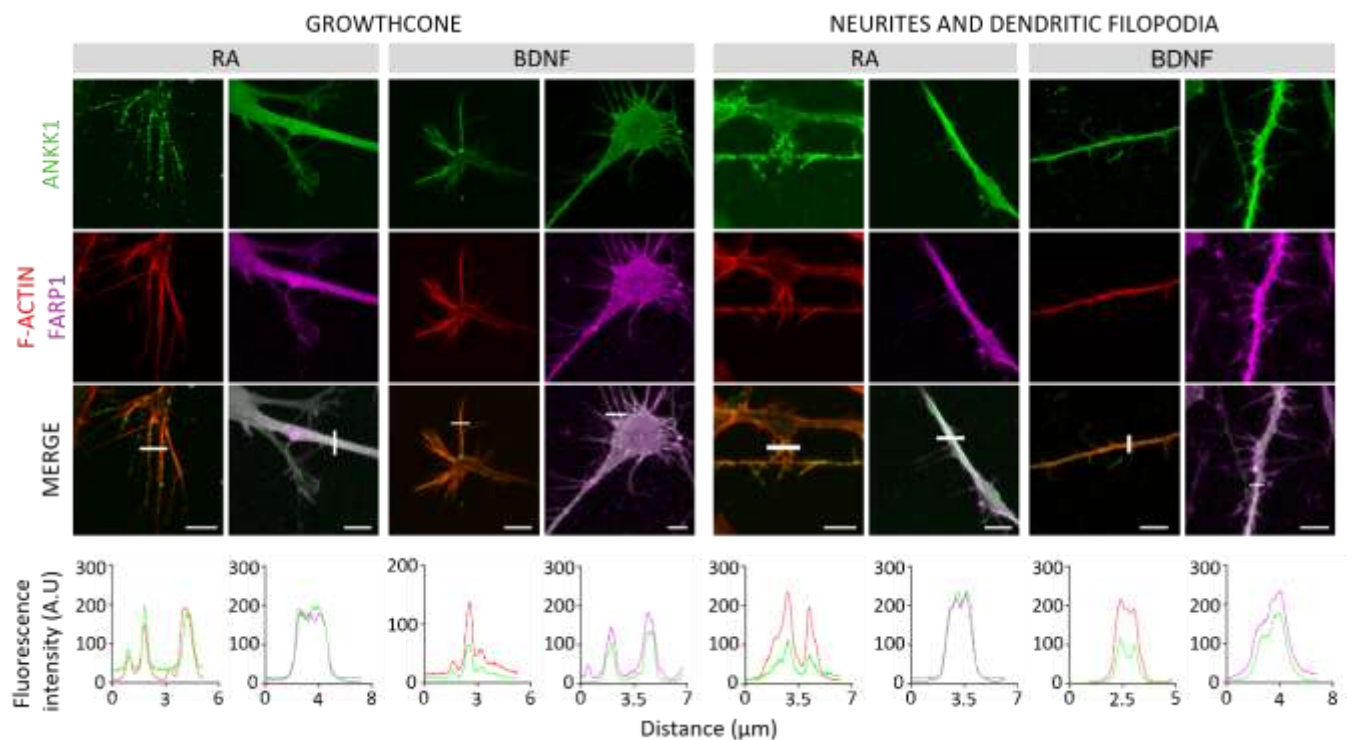 GROWTHCONE NEURITES AND DENDRITIC FILOPODIA
RA BDNF RA BDNF
ANKK1
F-ACTIN
FARP1
MERGE
Fluorescence
intensity (A.U)
300 300 200 300 300 300 300 300
200 200 200 200 200 200 200
100 100 100 100 100 100 100 100
0 0 0 0 0 0 0 0
0 3 6 0 4 8 0 3 6 0 3.5 7 0 3.5 7 0 3.5 7 0 2.5 5 0 4 8
Distance (μm)